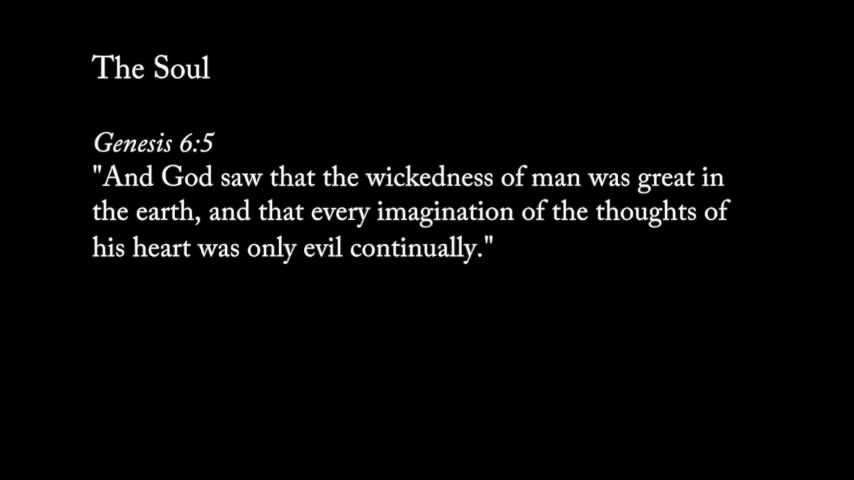 The Soul
Genesis 6:5
"And God saw that the wickedness of man was great in
the earth, and that every imagination of the thoughts of
his heart was only evil continually."